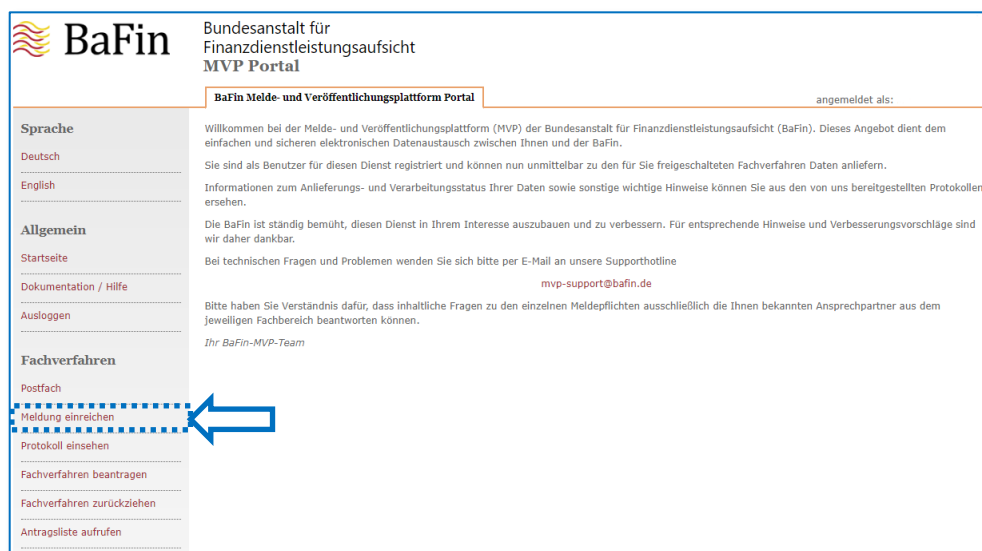 BaFin
Bundesanstalt für
Finanzdienstleistungsaufsicht
MVP Portal
BaFin Melde- und Veröffentlichungsplattform Portal
angemeldet als:
Sprache
Deutsch
English
Allgemein
Startseite
Dokumentation / Hilfe
Ausloggen
Fachverfahren
Postfach
Meldung einreichen
Protokoll einsehen
Fachverfahren beantragen
Fachverfahren zurückziehen
Antragsliste aufrufen
Willkommen bei der Melde- und Veröffentlichungsplattform (MVP) der Bundesanstalt für Finanzdienstleistungsaufsicht (BaFin). Dieses Angebot dient dem
einfachen und sicheren elektronischen Datenaustausch zwischen Ihnen und der BaFin.
Sie sind als Benutzer für diesen Dienst registriert und können nun unmittelbar zu den für Sie freigeschalteten Fachverfahren Daten anliefern.
Informationen zum Anlieferungs- und Verarbeitungsstatus Ihrer Daten sowie sonstige wichtige Hinweise können Sie aus den von uns bereitgestellten Protokollen
ersehen.
Die BaFin ist ständig bemüht, diesen Dienst in Ihrem Interesse auszubauen und zu verbessern. Für entsprechende Hinweise und Verbesserungsvorschläge sind
wir daher dankbar.
Bei technischen Fragen und Problemen wenden Sie sich bitte per E-Mail an unsere Supporthotline
mvp-support@bafin.de
Bitte haben Sie Verständnis dafür, dass inhaltliche Fragen zu den einzelnen Meldepflichten ausschließlich die Ihnen bekannten Ansprechpartner aus dem
jeweiligen Fachbereich beantworten können.
Ihr BaFin-MVP-Team